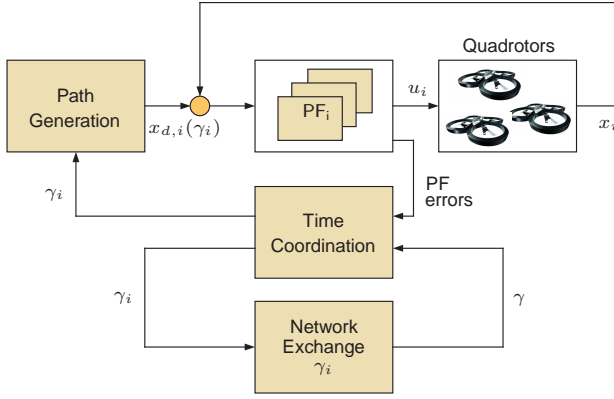 Quadrotors
Path
Generation
x_{d,i}(γ_i)
PF_i
u_i
x_i
γ_i
PF
errors
Time
Coordination
γ_i
γ
Network
Exchange
γ_i